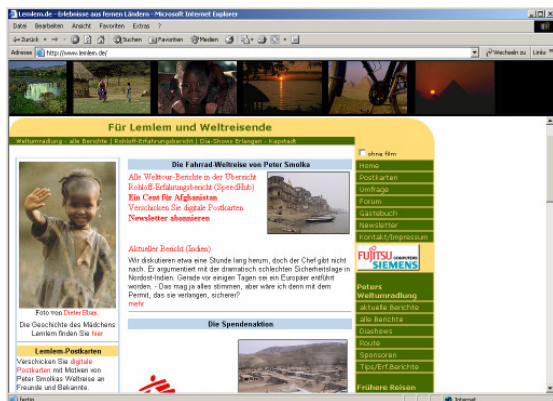 Lemlem.de - Erlebnisse aus fernen Ländern - Microsoft Internet Explorer
Datei Bearbeiten Ansicht Favoriten Extras ?
Zurück Suchen Favoriten Medien
Adresse http://www.lemlem.de/ Wechseln zu Links
Für Lemlem und Weltreisende
Weltumradlung - alle Berichte | Rohloff-Erfahrungsbericht | Dia-Shows Erlangen - Kapstadt
ohne film
Home
Postkarten
Umfrage
Forum
Gästebuch
Newsletter
Kontakt/Impressum
FUJITSU COMPUTERS
SIEMENS
Peters
Weltumradlung
aktuelle Berichte
alle Berichte
Diashows
Route
Sponsoren
Tips/Erf.Berichte
Frühere Reisen
Foto von Dieter Efrax.
Die Geschichte des Mädchens
Lemlem finden Sie hier
Lemlem-Postkarten
Verschicken Sie digitale
Postkarten mit Motiven von
Peter Smolkas Weltreise an
Freunde und Bekannte.
Die Fahrrad-Weltreise von Peter Smolka
Alle Welttour-Berichte in der Übersicht
Rohloff-Erfahrungsbericht (SpeedHub)
Ein Cent für Afghanistan
Verschicken Sie digitale Postkarten
Newsletter abonnieren
Aktueller Bericht (Indien)
Wir diskutieren etwa eine Stunde lang herum, doch der Chef gibt nicht
nach. Er argumentiert mit der dramatisch schlechten Sicherheitslage in
Nordost-Indien. Gerade vor einigen Tagen sei ein Europäer entführt
worden. - Das mag ja alles stimmen, aber wäre ich denn mit dem
Permit, das sie verlangen, sicherer?
mehr
Die Spendenaktion
Fertig
Internet